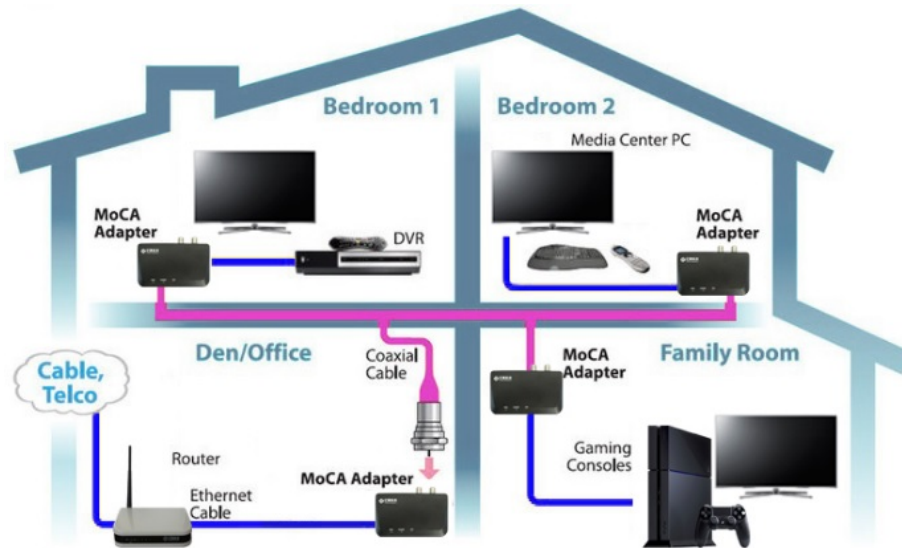 Bedroom 1
Bedroom 2
Media Center PC
MoCA
Adapter
DVR
MoCA
Adapter
Den/Office
Family Room
Coaxial
Cable
MoCA
Adapter
Cable,
Telco
Router
Gaming
Consoles
MoCA Adapter
Ethernet
Cable